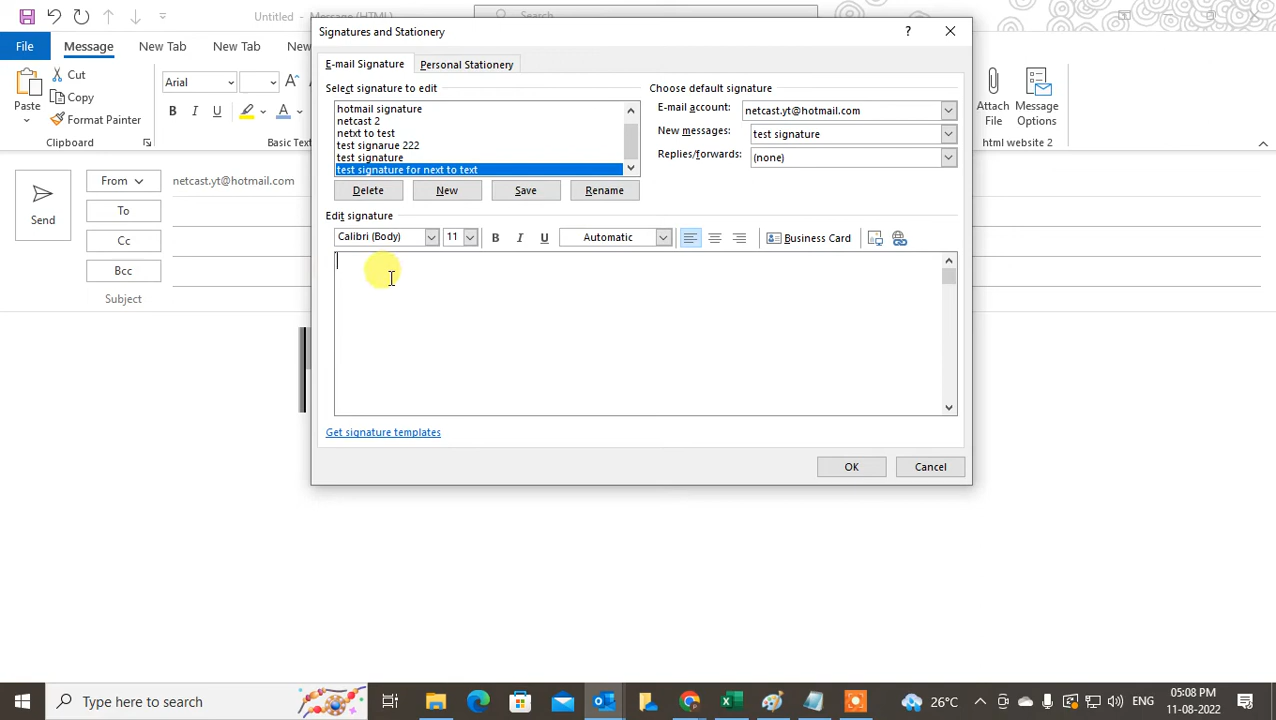 Untitled - Message (HTML)
Search
File
Message
New Tab
New Tab
New
Paste
Cut
Copy
Format Painter
Clipboard
Arial
A
B
I
U
A
Basic Text
Attach
File
Message
Options
html website 2
Send
From
netcast.yt@hotmail.com
To
Cc
Bcc
Subject
Signatures and Stationery
?
E-mail Signature
Personal Stationery
Select signature to edit
hotmail signature
netcast 2
netxt to test
test signarue 222
test signature
test signature for next to text
Delete
New
Save
Rename
Choose default signature
E-mail account:
netcast.yt@hotmail.com
New messages:
test signature
Replies/forwards:
(none)
Edit signature
Calibri (Body)
11
B
I
U
Automatic
Business Card
Get signature templates
OK
Cancel
Type here to search
26°C
ENG
05:08 PM
11-08-2022